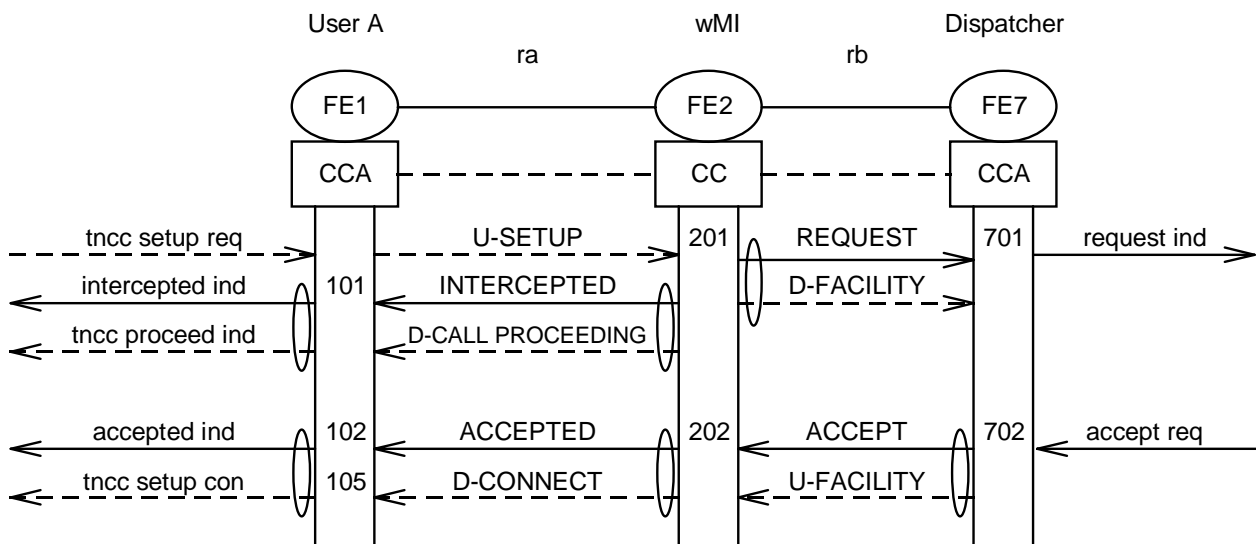 User A wMI Dispatcher
ra rb
FE1 FE2 FE7
CCA CC CCA
tncc setup req U-SETUP 201 REQUEST 701 request ind
intercepted ind 101 INTERCEPTED D-FACILITY
tncc proceed ind D-CALL PROCEEDING
accepted ind 102 ACCEPTED 202 ACCEPT 702 accept req
tncc setup con 105 D-CONNECT U-FACILITY